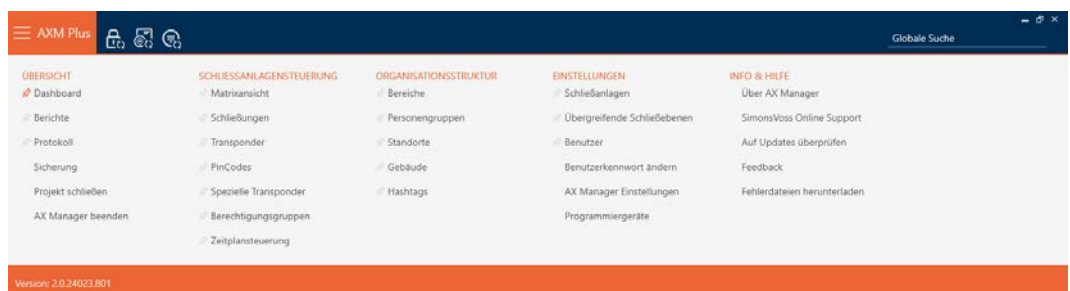 AXM Plus
Globale Suche
ÜBERSICHT
Dashboard
Berichte
Protokoll
Sicherung
Projekt schließen
AX Manager beenden
SCHLIESSANLAGENSTEUERUNG
Matrixansicht
Schließungen
Transponder
PinCodes
Spezielle Transponder
Berechtigungsgruppen
Zeitplansteuerung
ORGANISATIONSSTRUKTUR
Bereiche
Personengruppen
Standorte
Gebäude
Hashtags
EINSTELLUNGEN
Schließanlagen
Übergreifende Schließebenen
Benutzer
Benutzerkennwort ändern
AX Manager Einstellungen
Programmiergeräte
INFO & HILFE
Über AX Manager
SimonsVoss Online Support
Auf Updates überprüfen
Feedback
Fehlerdateien herunterladen
Version: 2.0.24023.801